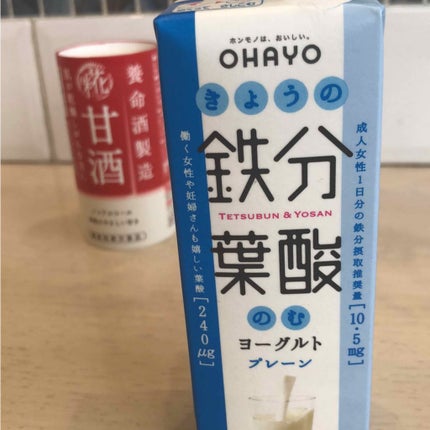 ホンモノは、おいしい。
OHAYO
きょうの
鉄分
TETSUBUN & YOSAN
葉酸
のむ
ヨーグルト
プレーン
成人女性1日分の鉄分摂取推奨量[10.5mg]
働く女性や妊婦さんも嬉しい葉酸[240μg]
養命酒製造
甘酒
糀